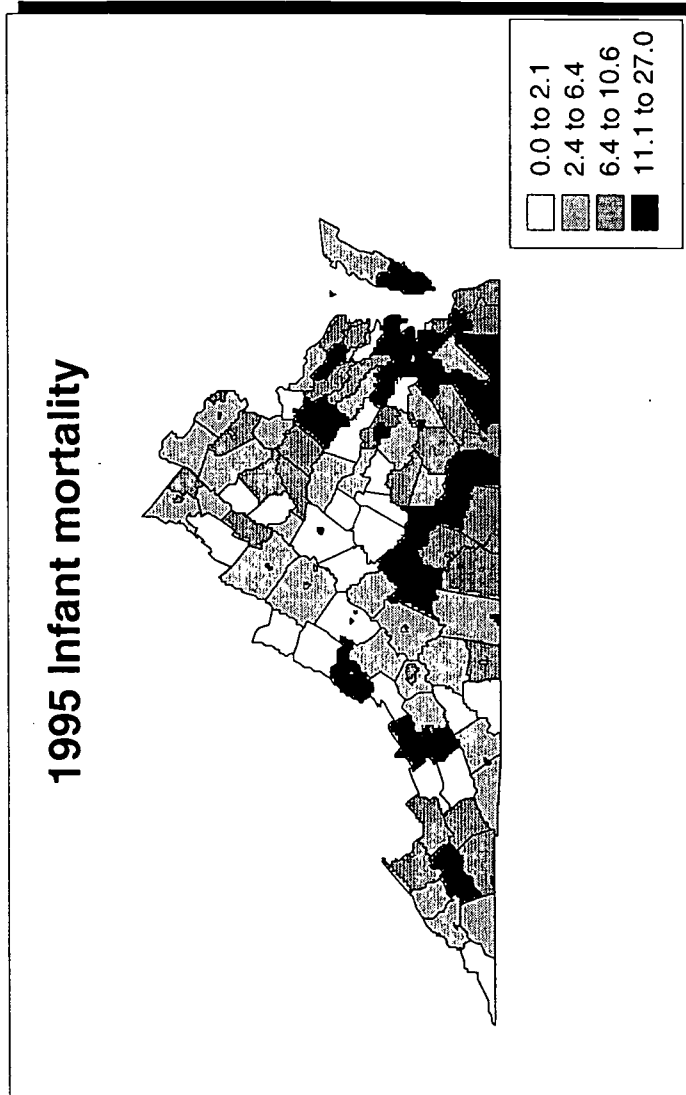 1995 Infant mortality
0.0 to 2.1
2.4 to 6.4
6.4 to 10.6
11.1 to 27.0